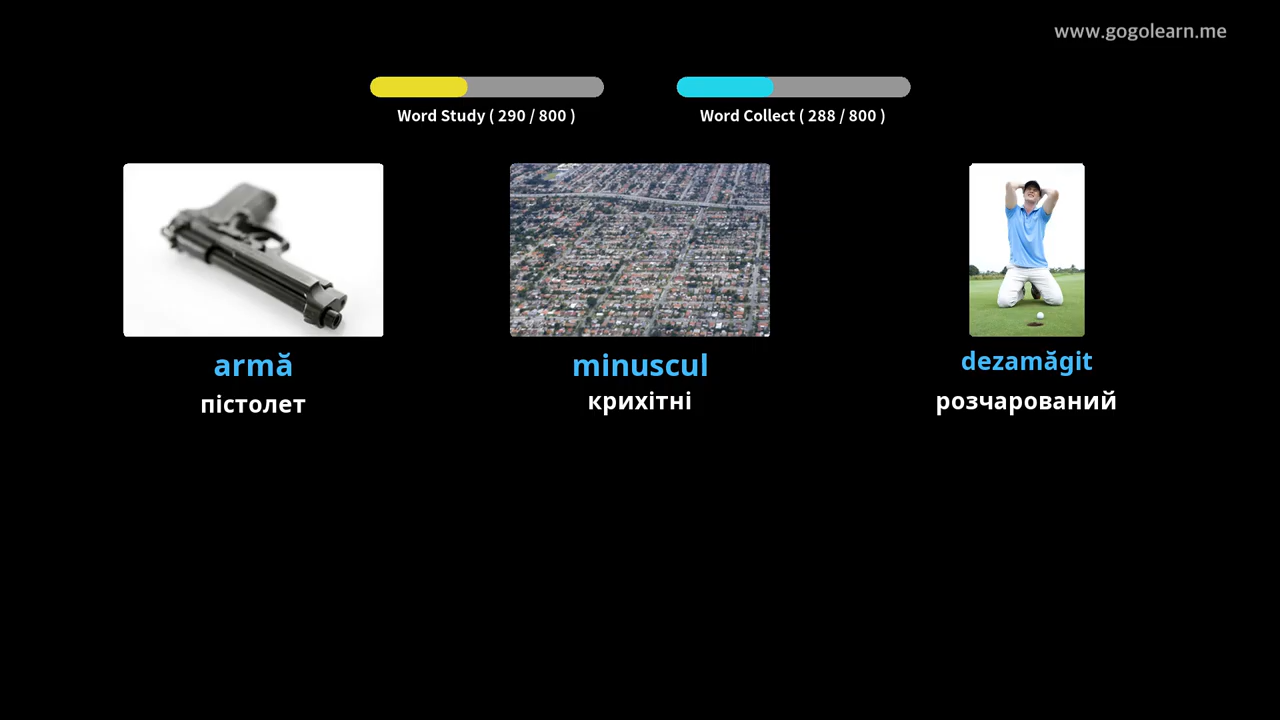 www.gogolearn.me
Word Study ( 290 / 800 )
Word Collect ( 288 / 800 )
armă
minuscul
dezamăgit
пістолет
крихітні
розчарований